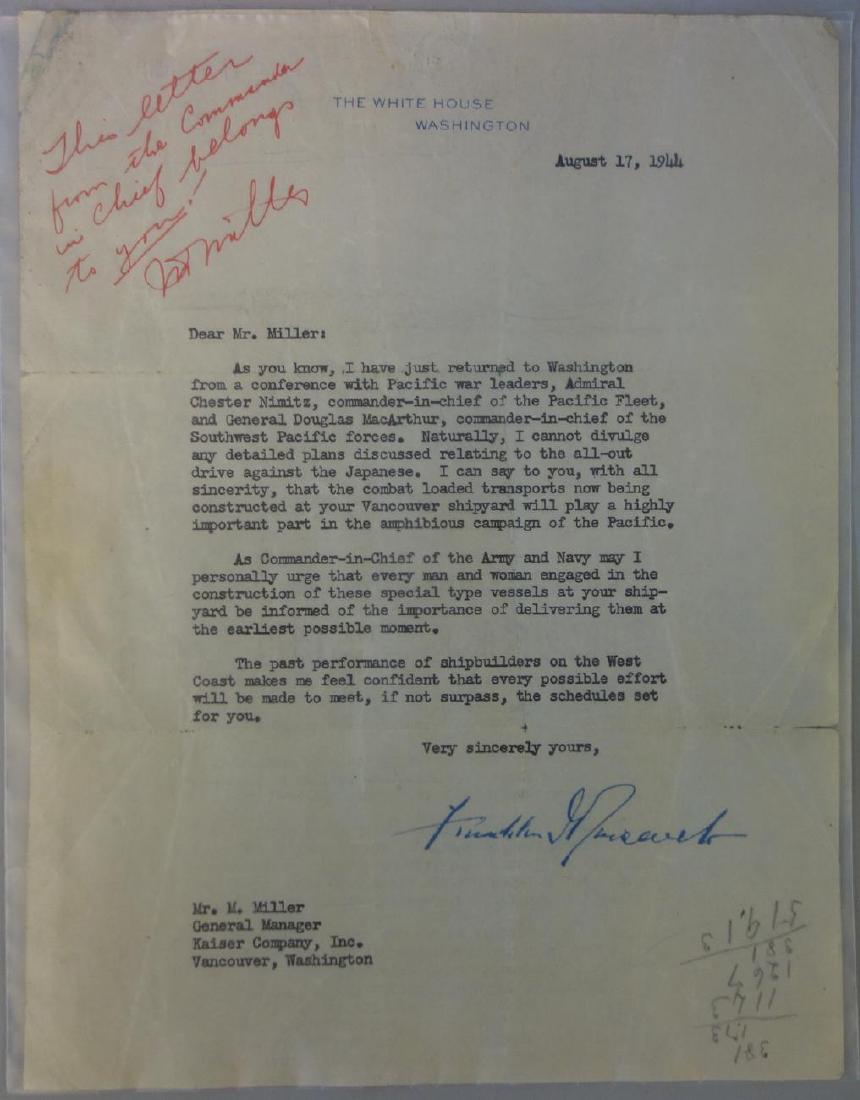 This letter
from the Commander
in Chief belongs
to you!
Miller
THE WHITE HOUSE
WASHINGTON
August 17, 1944
Dear Mr. Miller:
As you know, I have just returned to Washington
from a conference with Pacific war leaders, Admiral
Chester Nimitz, commander-in-chief of the Pacific Fleet,
and General Douglas MacArthur, commander-in-chief of the
Southwest Pacific forces. Naturally, I cannot divulge
any detailed plans discussed relating to the all-out
drive against the Japanese. I can say to you, with all
sincerity, that the combat loaded transports now being
constructed at your Vancouver shipyard will play a highly
important part in the amphibious campaign of the Pacific.
As Commander-in-Chief of the Army and Navy may I
personally urge that every man and woman engaged in the
construction of these special type vessels at your ship-
yard be informed of the importance of delivering them at
the earliest possible moment.
The past performance of shipbuilders on the West
Coast makes me feel confident that every possible effort
will be made to meet, if not surpass, the schedules set
for you.
Very sincerely yours,
Franklin D Roosevelt
Mr. M. Miller
General Manager
Kaiser Company, Inc.
Vancouver, Washington